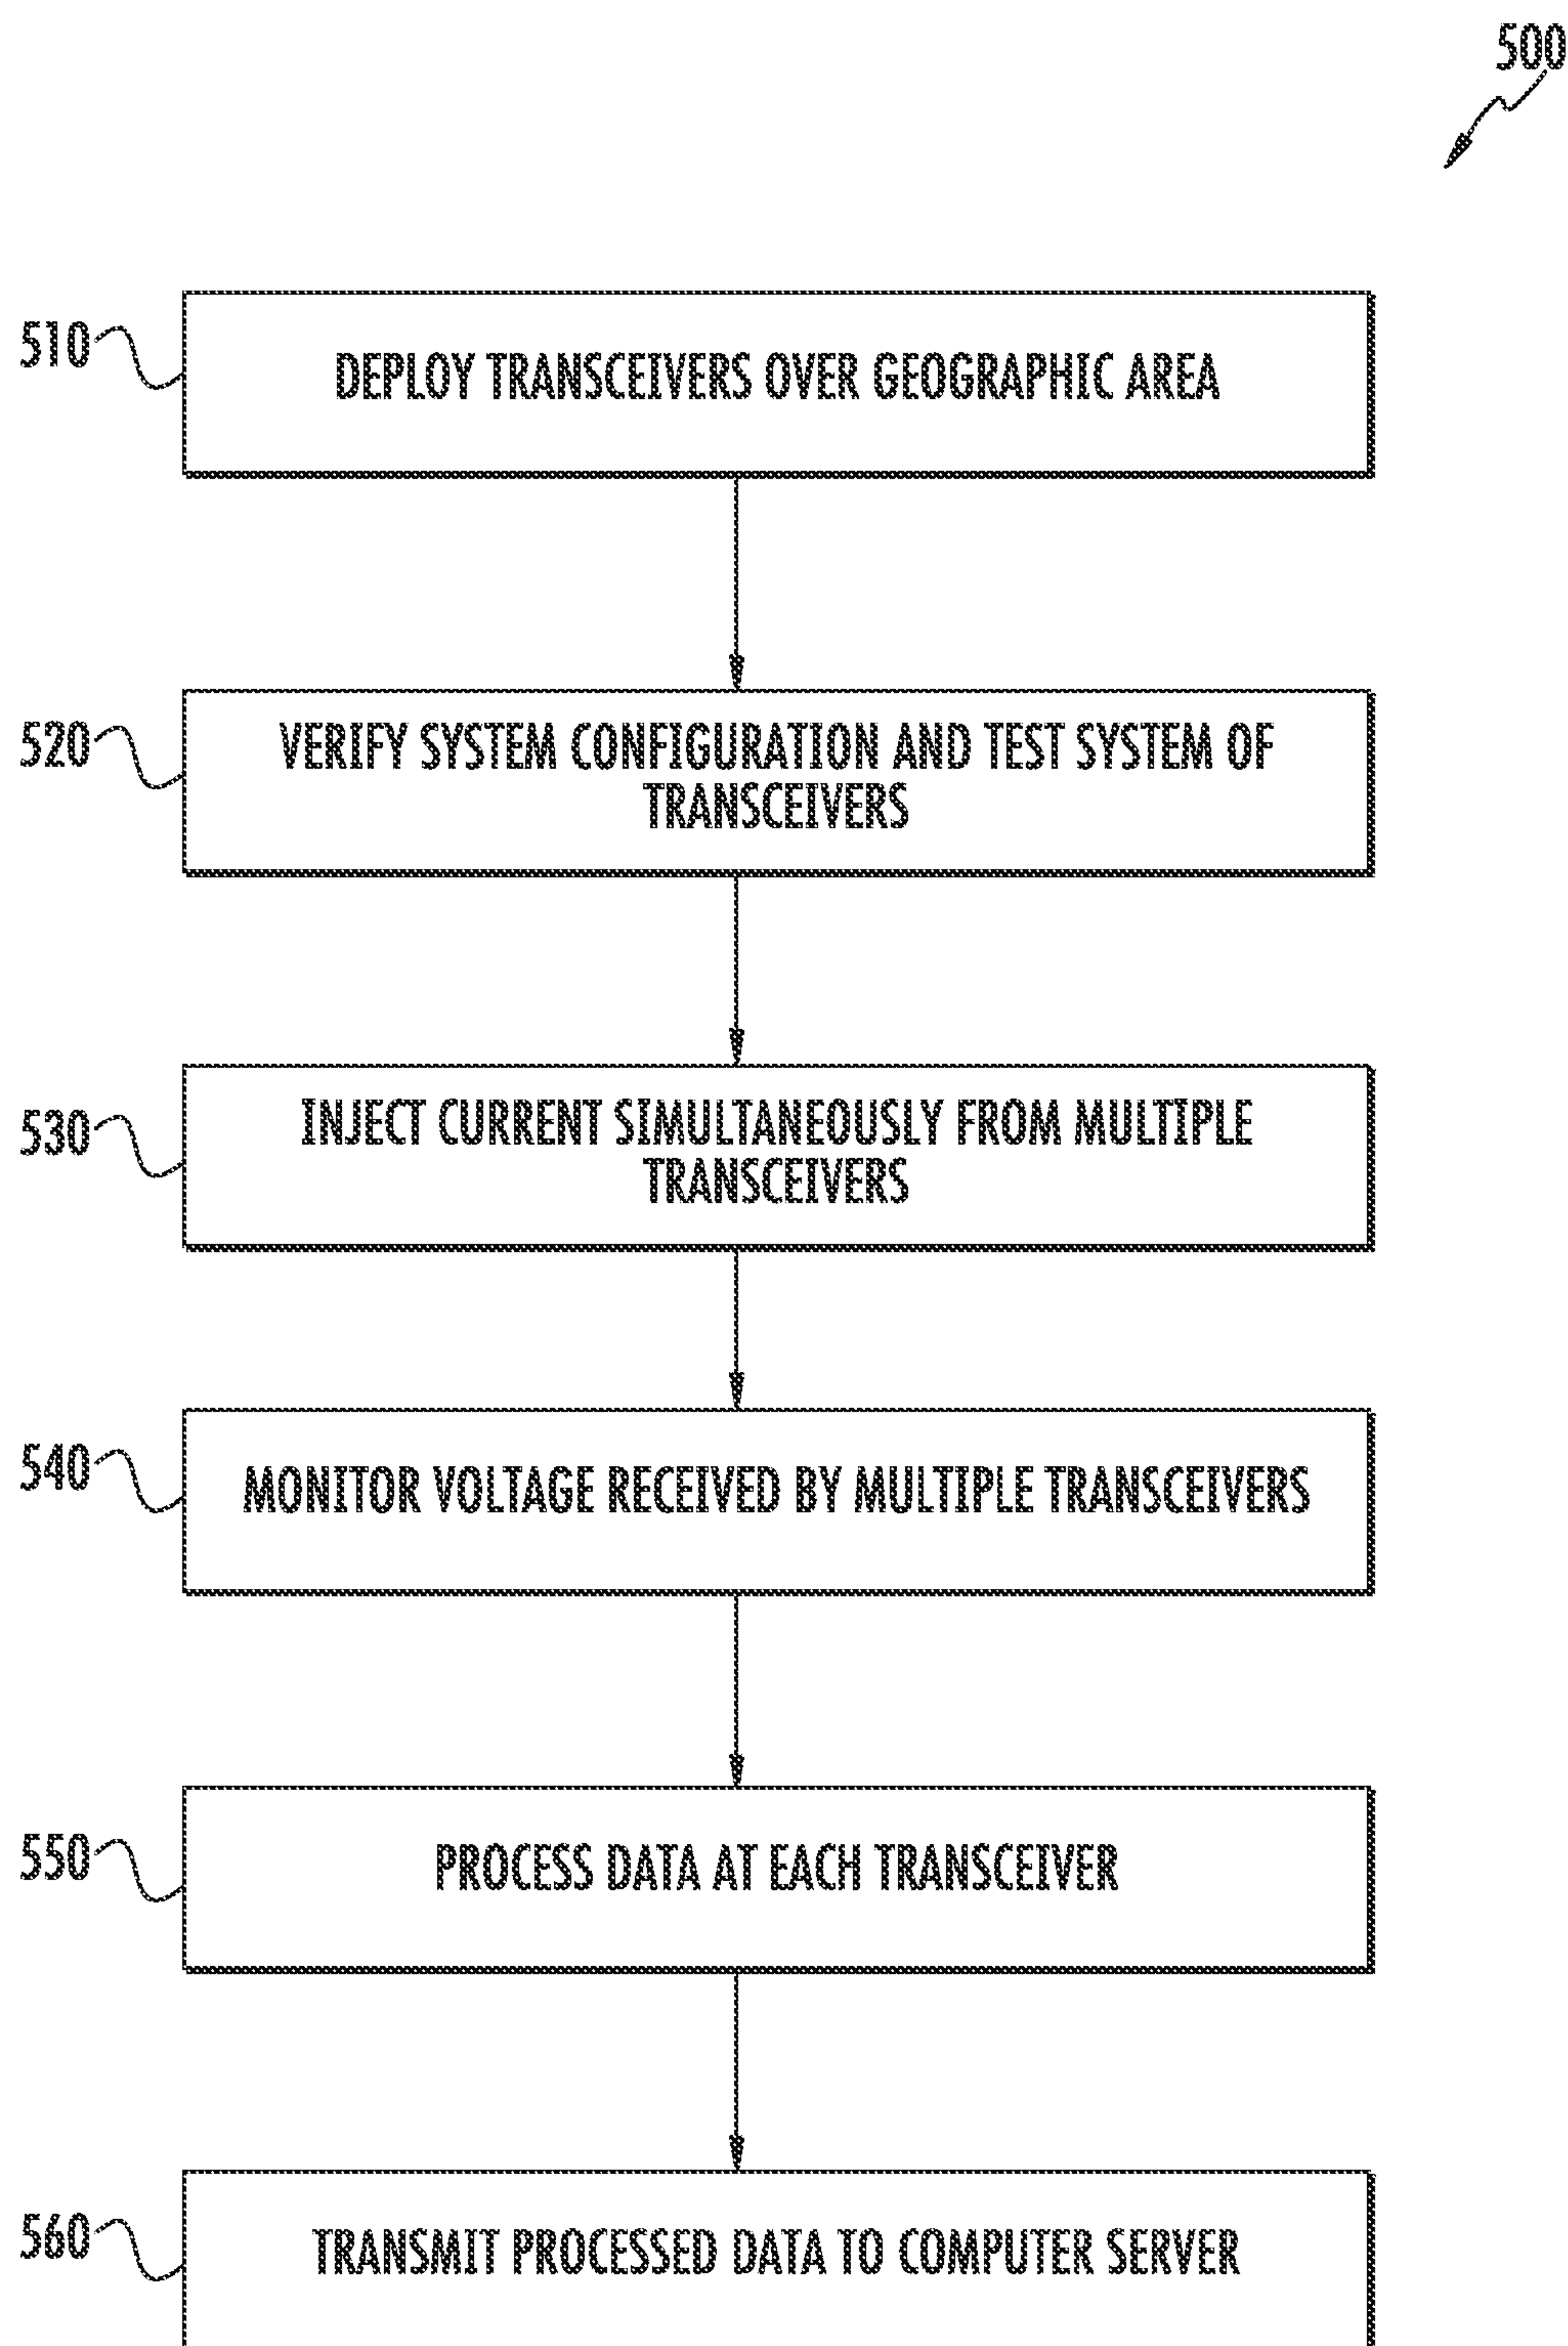 500
510
DEPLOY TRANSCEIVERS OVER GEOGRAPHIC AREA
520
VERIFY SYSTEM CONFIGURATION AND TEST SYSTEM OF
TRANSCEIVERS
530
INJECT CURRENT SIMULTANEOUSLY FROM MULTIPLE
TRANSCEIVERS
540
MONITOR VOLTAGE RECEIVED BY MULTIPLE TRANSCEIVERS
550
PROCESS DATA AT EACH TRANSCEIVER
560
TRANSMIT PROCESSED DATA TO COMPUTER SERVER